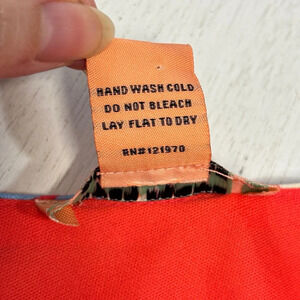 HAND WASH COLD
DO NOT BLEACH
LAY FLAT TO DRY
RN#121970